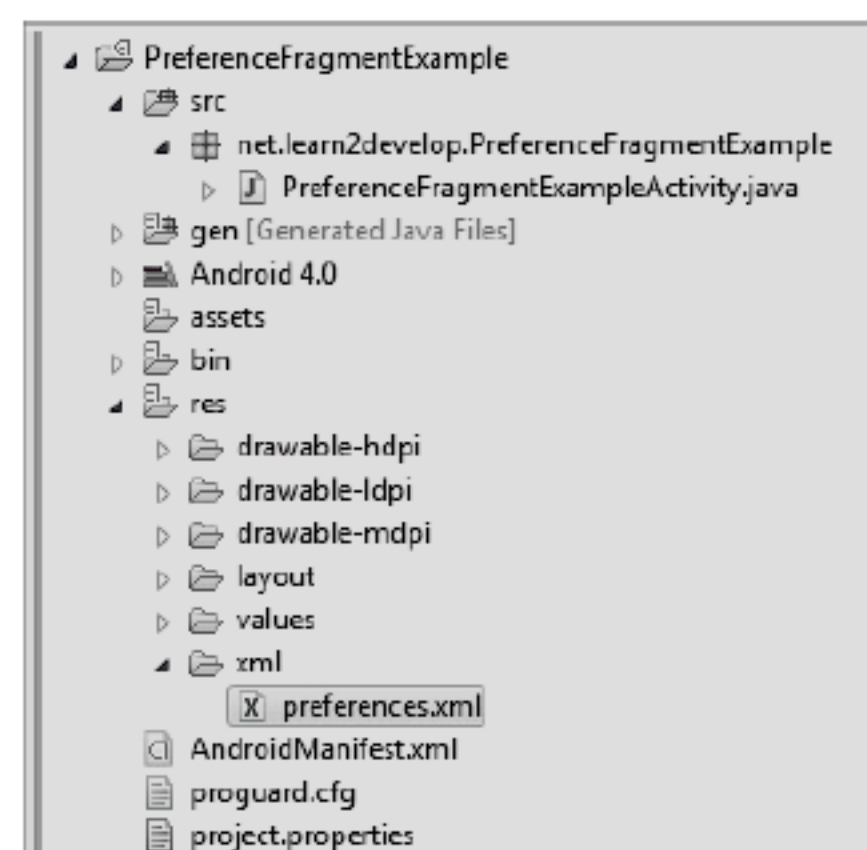 PreferenceFragmentExample
src
net.learn2develop.PreferenceFragmentExample
PreferenceFragmentExampleActivity.java
gen [Generated Java Files]
Android 4.0
assets
bin
res
drawable-hdpi
drawable-ldpi
drawable-mdpi
layout
values
xml
preferences.xml
AndroidManifest.xml
proguard.cfg
project.properties